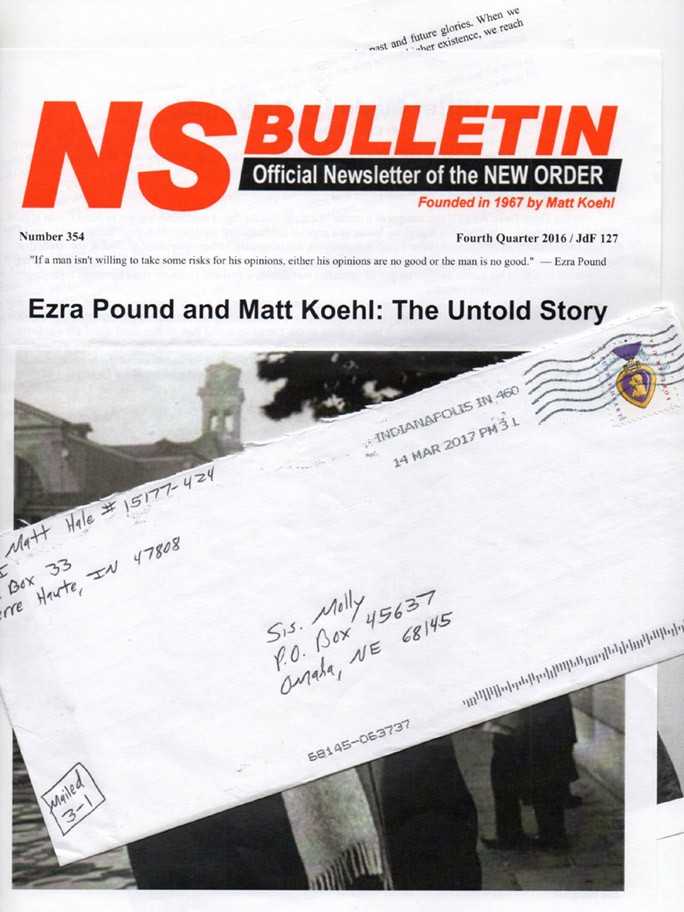 past and future glories. When we
higher existence, we reach
NS BULLETIN
Official Newsletter of the NEW ORDER
Founded in 1967 by Matt Koehl
Number 354
Fourth Quarter 2016 / JdF 127
"If a man isn't willing to take some risks for his opinions, either his opinions are no good or the man is no good." — Ezra Pound
Ezra Pound and Matt Koehl: The Untold Story
INDIANAPOLIS IN 460
14 MAR 2017 PM 3 L
Matt Hale # 15177-424
Box 33
erre Haute, IN 47808
Sis. Molly
P.O. Box 45637
Omaha, NE 68145
68145-063737
Mailed
3-1